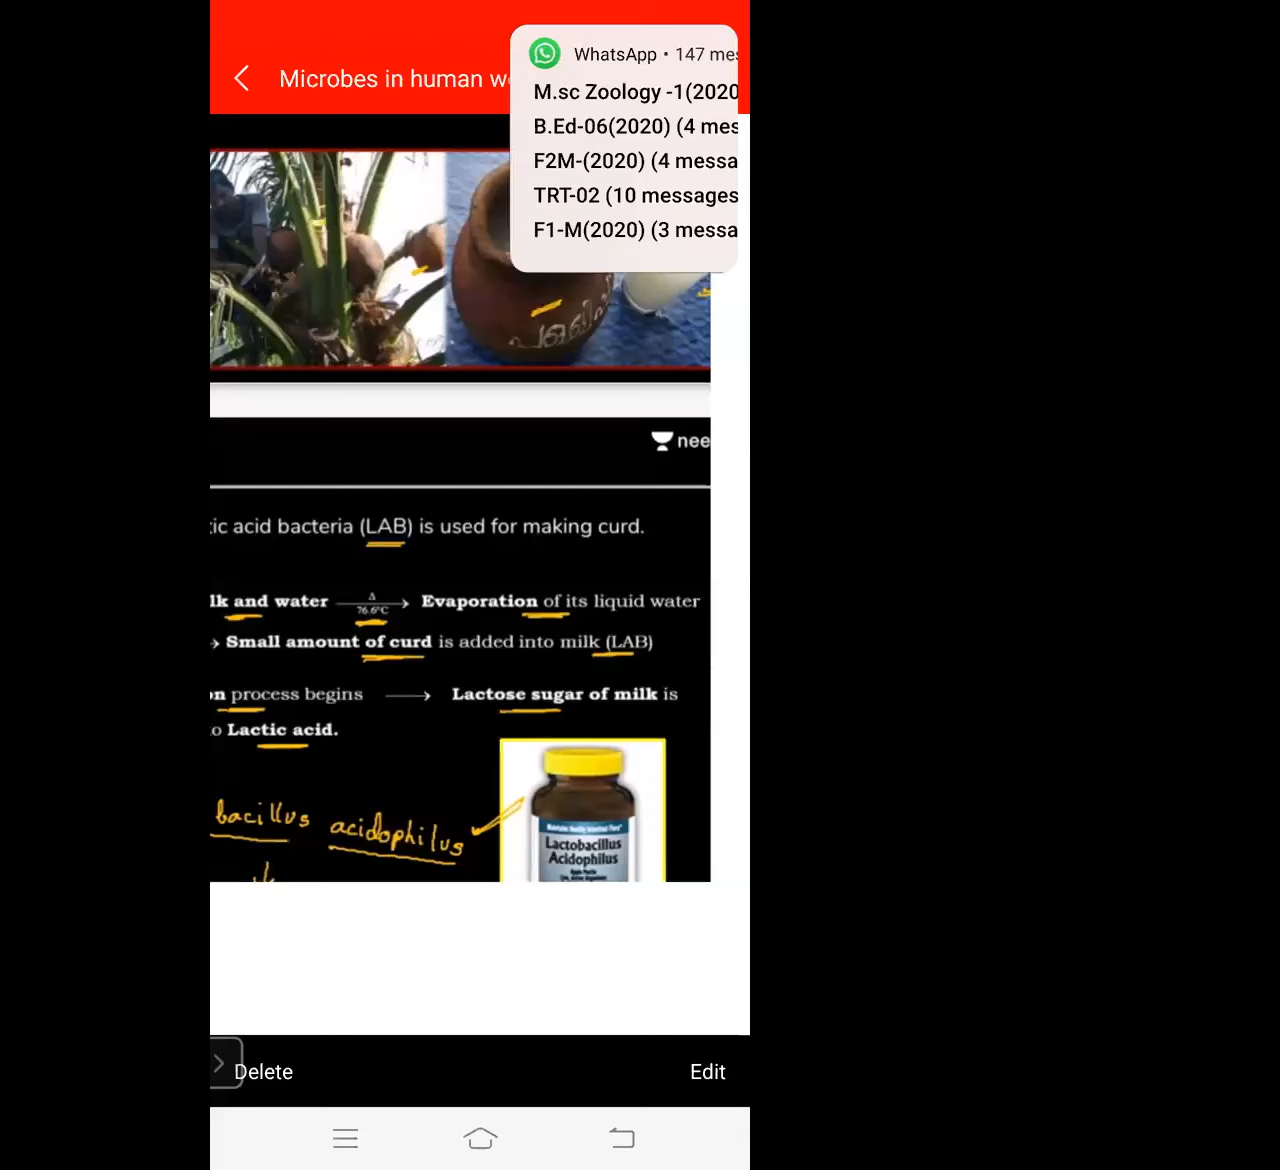 Microbes in human w
WhatsApp • 147 mes
M.sc Zoology -1(2020
B.Ed-06(2020) (4 mes
F2M-(2020) (4 messa
TRT-02 (10 messages
F1-M(2020) (3 messa
nee
tic acid bacteria (LAB) is used for making curd.
lk and water Δ 76.6°C → Evaporation of its liquid water
→ Small amount of curd is added into milk (LAB)
on process begins → Lactose sugar of milk is
o Lactic acid.
bacillus acidophilus
Lactobacillus
Acidophilus
Delete
Edit